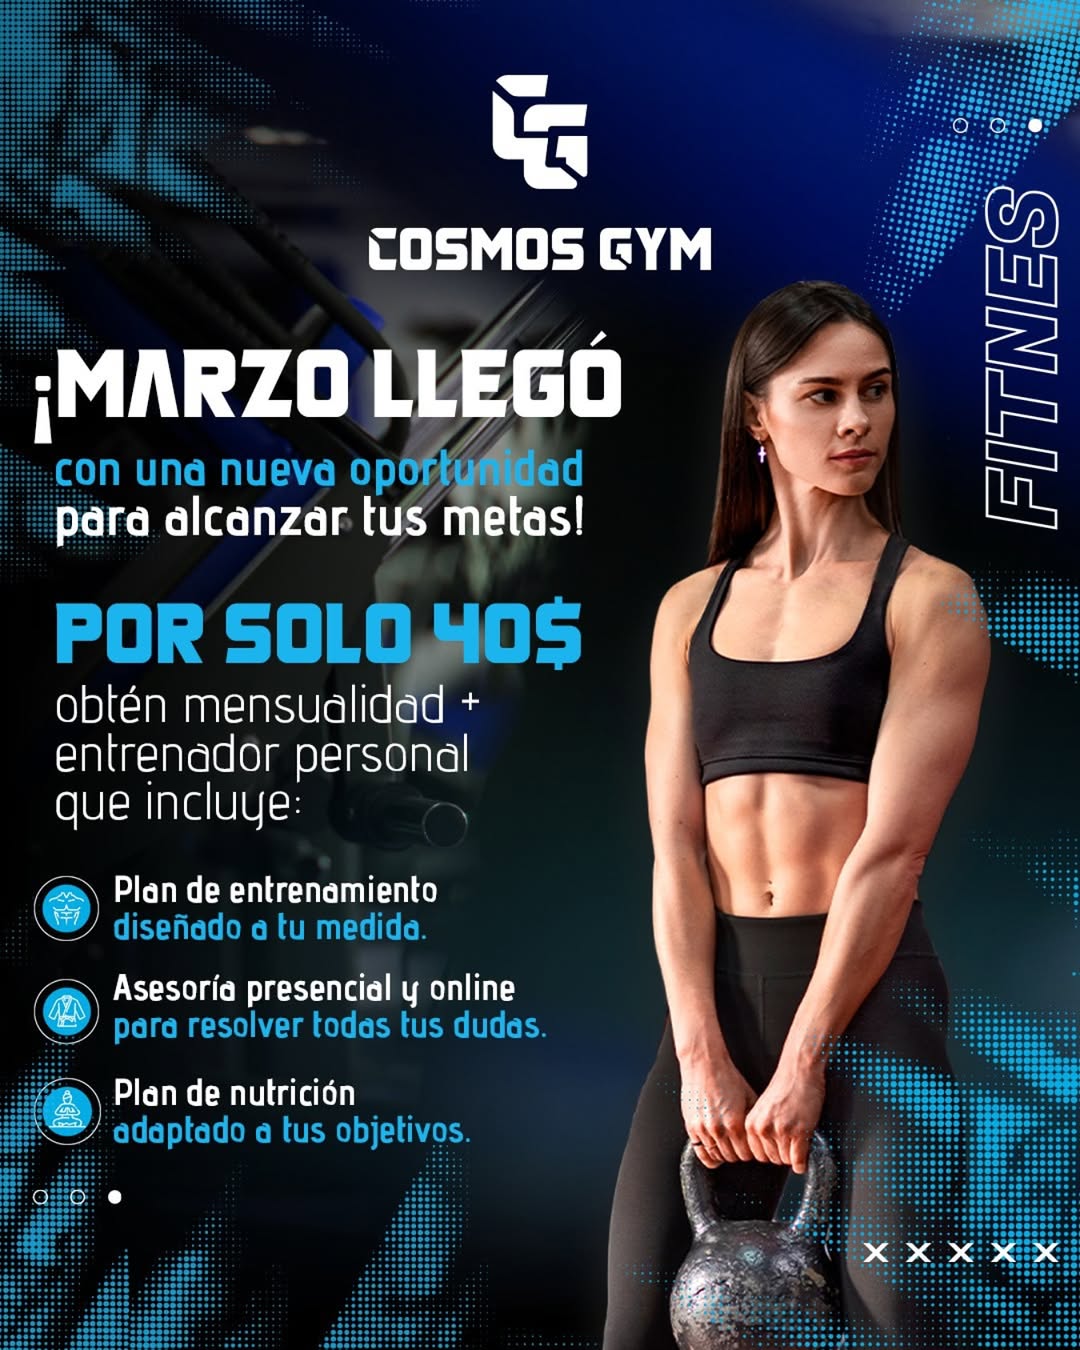 COSMOS GYM
FITNES
¡MARZO LLEGÓ
con una nueva oportunidad
para alcanzar tus metas!
POR SOLO 40$
obtén mensualidad +
entrenador personal
que incluye:
Plan de entrenamiento
diseñado a tu medida.
Asesoría presencial y online
para resolver todas tus dudas.
Plan de nutrición
adaptado a tus objetivos.
X X X X X